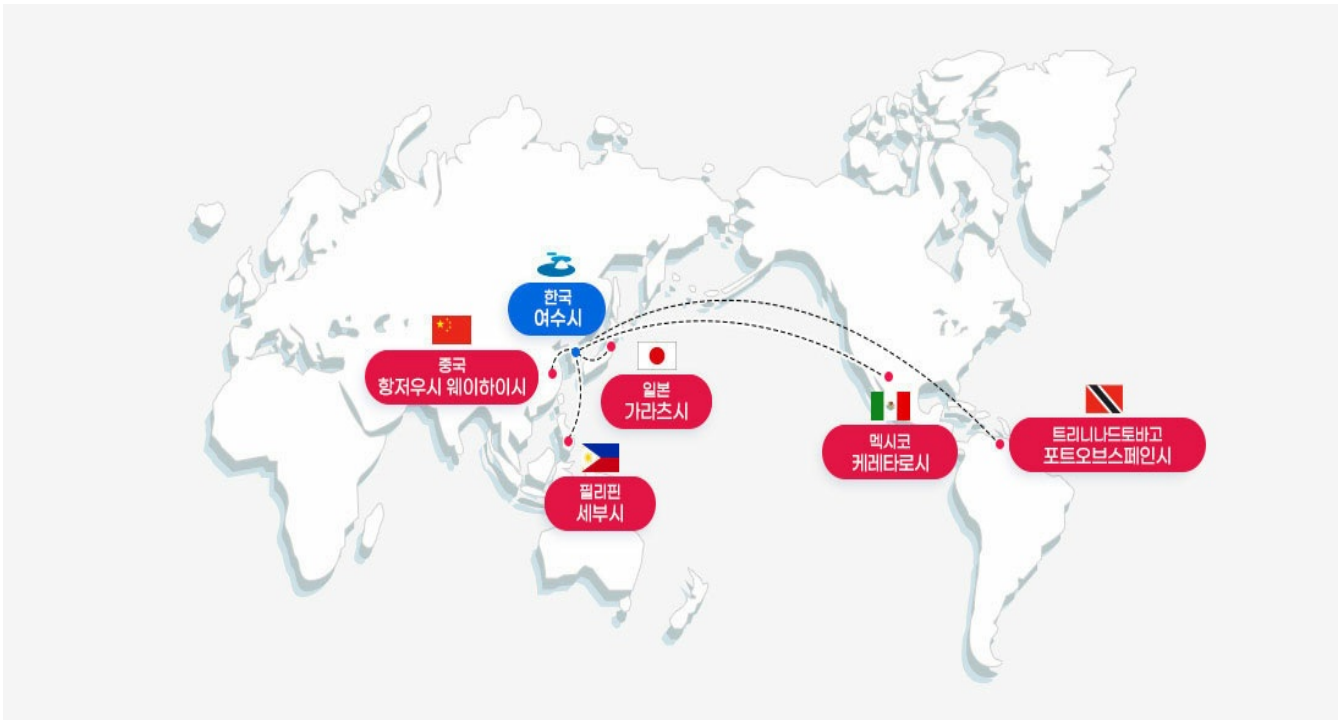 한국
여수시
중국
항저우시 웨이하이시
일본
가라츠시
필리핀
세부시
멕시코
케레타로시
트리니나드토바고
포트오브스페인시